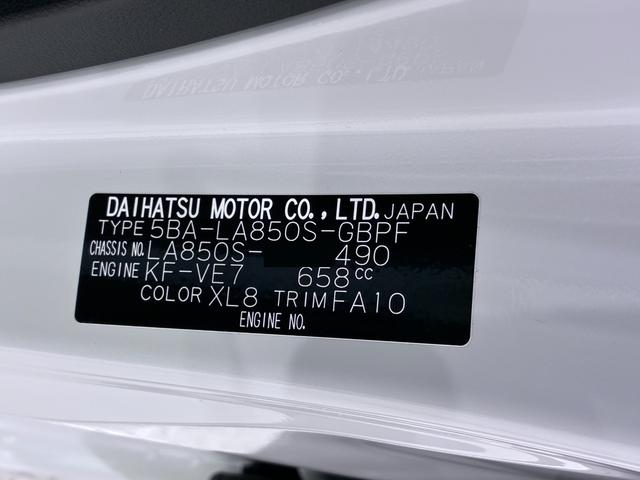 DAIHATSU MOTOR CO.,LTD. JAPAN
TYPE 5BA-LA850S-GBPF
CHASSIS NO. LA850S- 490
ENGINE KF-VE7 658cc
COLOR XL8 TRIM FA10
ENGINE NO.